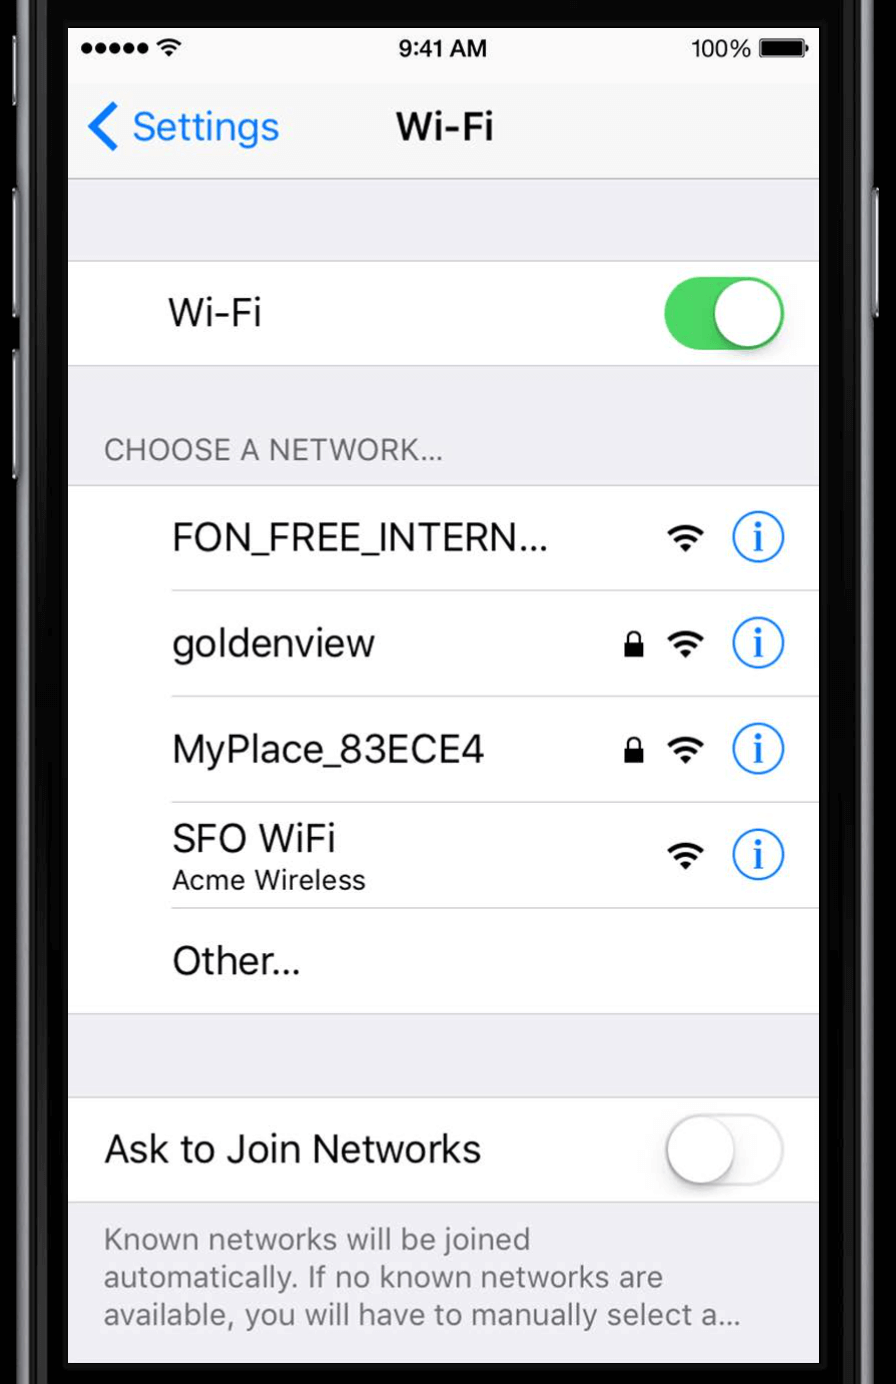 9:41 AM 100%
Settings Wi-Fi
Wi-Fi
CHOOSE A NETWORK...
FON_FREE_INTERN...
goldenview
MyPlace_83ECE4
SFO WiFi
Acme Wireless
Other...
Ask to Join Networks
Known networks will be joined
automatically. If no known networks are
available, you will have to manually select a...